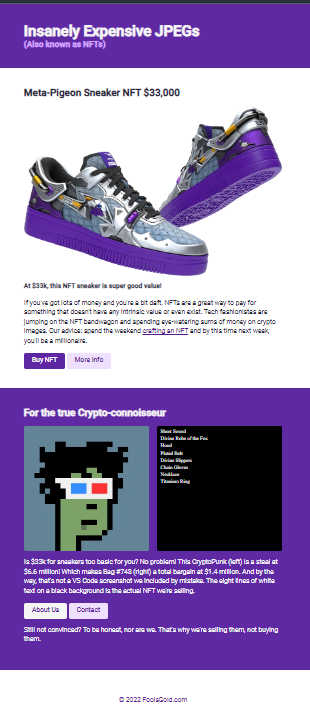 Insanely Expensive JPEGs
(Also known as NFTs)
Meta-Pigeon Sneaker NFT $33,000
At $33k, this NFT sneaker is super good value!
If you've got lots of money and you're a bit daft, NFTs are a great way to pay for
something that doesn't have any intrinsic value or even exist. Tech fashionistas are
jumping on the NFT bandwagon and spending eye-watering sums of money on crypto
images. Our advice: spend the weekend crafting an NFT and by this time next week,
you'll be a millionaire.
Buy NFT
More info
For the true Crypto-connoisseur
Short Sword
Divine Robe of the Fox
Hood
Plated Belt
Divine Slippers
Chain Gloves
Necklace
Titanium Ring
Is $33k for sneakers too basic for you? No problem! This CryptoPunk (left) is a steal at
$6.6 million! Which makes Bag #748 (right) a total bargain at $1.4 million. And by the
way, that's not a VS Code screenshot we included by mistake. The eight lines of white
text on a black background is the actual NFT we're selling.
About Us
Contact
Still not convinced? To be honest, nor are we. That's why we're selling them, not buying
them.
© 2022 FoolsGold.com